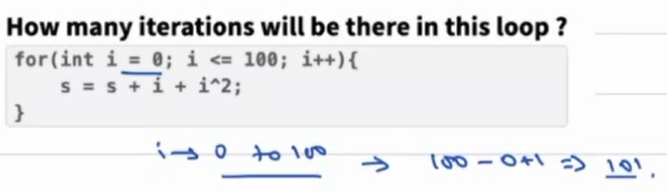 How many iterations will be there in this loop ?
for(int i = 0; i <= 100; i++){
s = s + i + i^2;
}
i → 0 to 100 → 100 - 0+1 => 101.